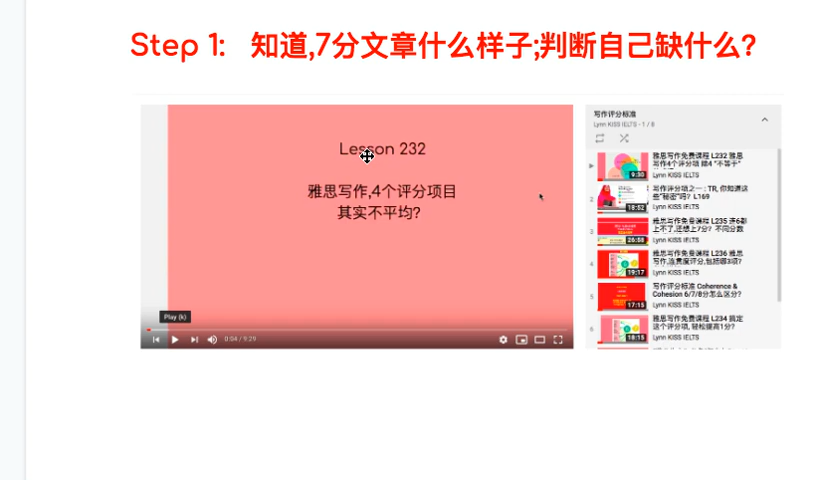 Step 1: 知道,7分文章什么样子;判断自己缺什么?
Lesson 232
雅思写作,4个评分项目
其实不平均?
Play (k)
0:04 / 9:29
写作评分标准
Lynn KISS IELTS - 1 / 8
雅思写作免费课程 L232 雅思
写作4个评分项 除4 "不等于"
Lynn KISS IELTS
9:30
2
写作评分项之一 : TR, 你知道这
些"秘密"吗? L169
Lynn KISS IELTS
18:52
3
雅思写作免费课程 L235 连6都
上不了,还想上7分? 不同分数
Lynn KISS IELTS
26:58
4
雅思写作免费课程 L236 雅思
写作,连贯度评分,包括哪3项?
Lynn KISS IELTS
19:17
5
写作评分标准 Coherence &
Cohesion 6/7/8分怎么区分?
Lynn KISS IELTS
17:15
6
雅思写作免费课程 L234 搞定
这个评分项, 轻松提高1分?
Lynn KISS IELTS
18:15